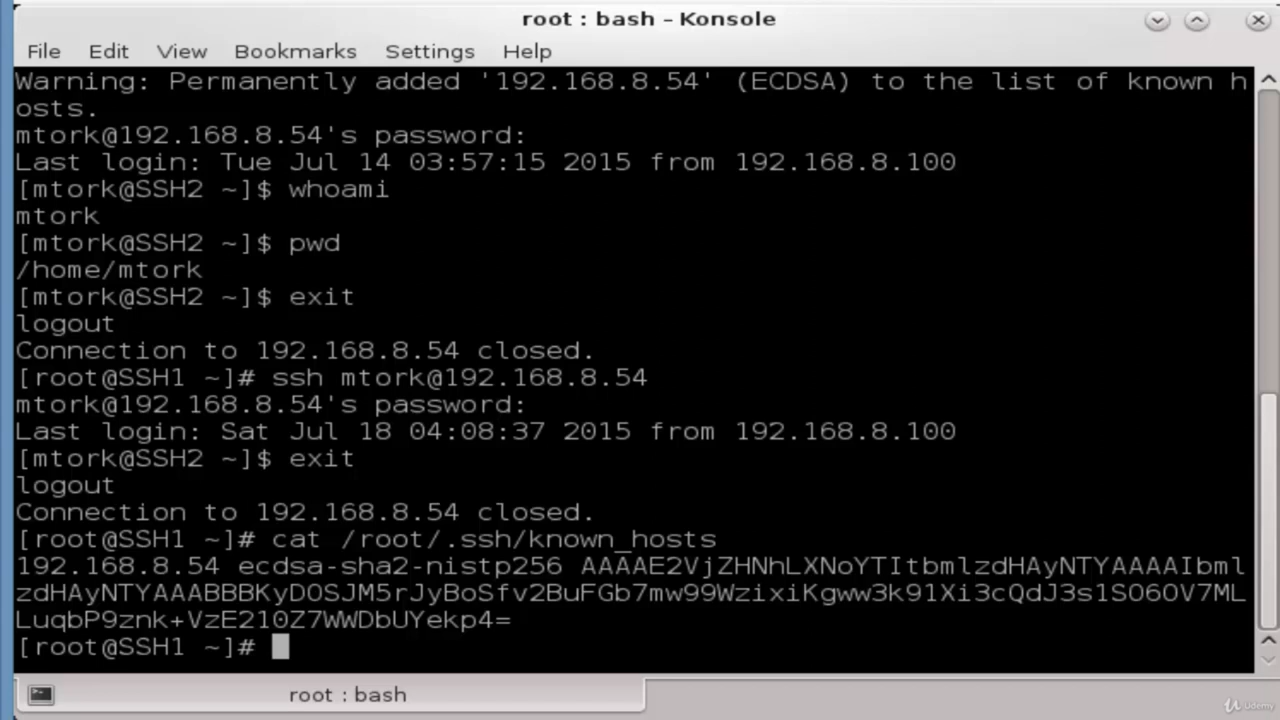 root : bash – Konsole
File Edit View Bookmarks Settings Help
Warning: Permanently added '192.168.8.54' (ECDSA) to the list of known h
osts.
mtork@192.168.8.54's password:
Last login: Tue Jul 14 03:57:15 2015 from 192.168.8.100
[mtork@SSH2 ~]$ whoami
mtork
[mtork@SSH2 ~]$ pwd
/home/mtork
[mtork@SSH2 ~]$ exit
logout
Connection to 192.168.8.54 closed.
[root@SSH1 ~]# ssh mtork@192.168.8.54
mtork@192.168.8.54's password:
Last login: Sat Jul 18 04:08:37 2015 from 192.168.8.100
[mtork@SSH2 ~]$ exit
logout
Connection to 192.168.8.54 closed.
[root@SSH1 ~]# cat /root/.ssh/known_hosts
192.168.8.54 ecdsa-sha2-nistp256 AAAAE2VjZHNhLXNoYTItbmlzdHAyNTYAAAAIbml
zdHAyNTYAAABBBKyDOSJM5rJyBoSfv2BuFGb7mw99WzixiKgww3k91Xi3cQdJ3s1SO6OV7ML
LuqbP9znk+VzE210Z7WWDbUYekp4=
[root@SSH1 ~]#
root : bash
Udemy